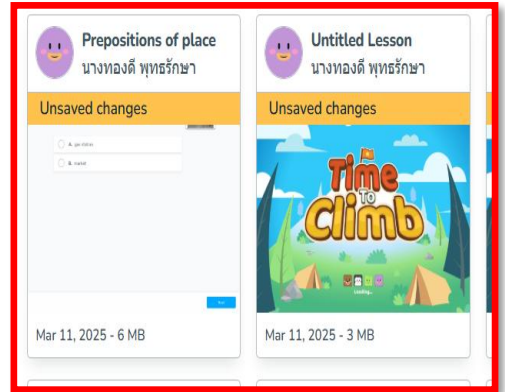 Prepositions of place
นางทองดี พุทธรักษา
Unsaved changes
A. gas station
B. market
Next
Mar 11, 2025 - 6 MB
Untitled Lesson
นางทองดี พุทธรักษา
Unsaved changes
Time
TO
Climb
Loading...
Mar 11, 2025 - 3 MB